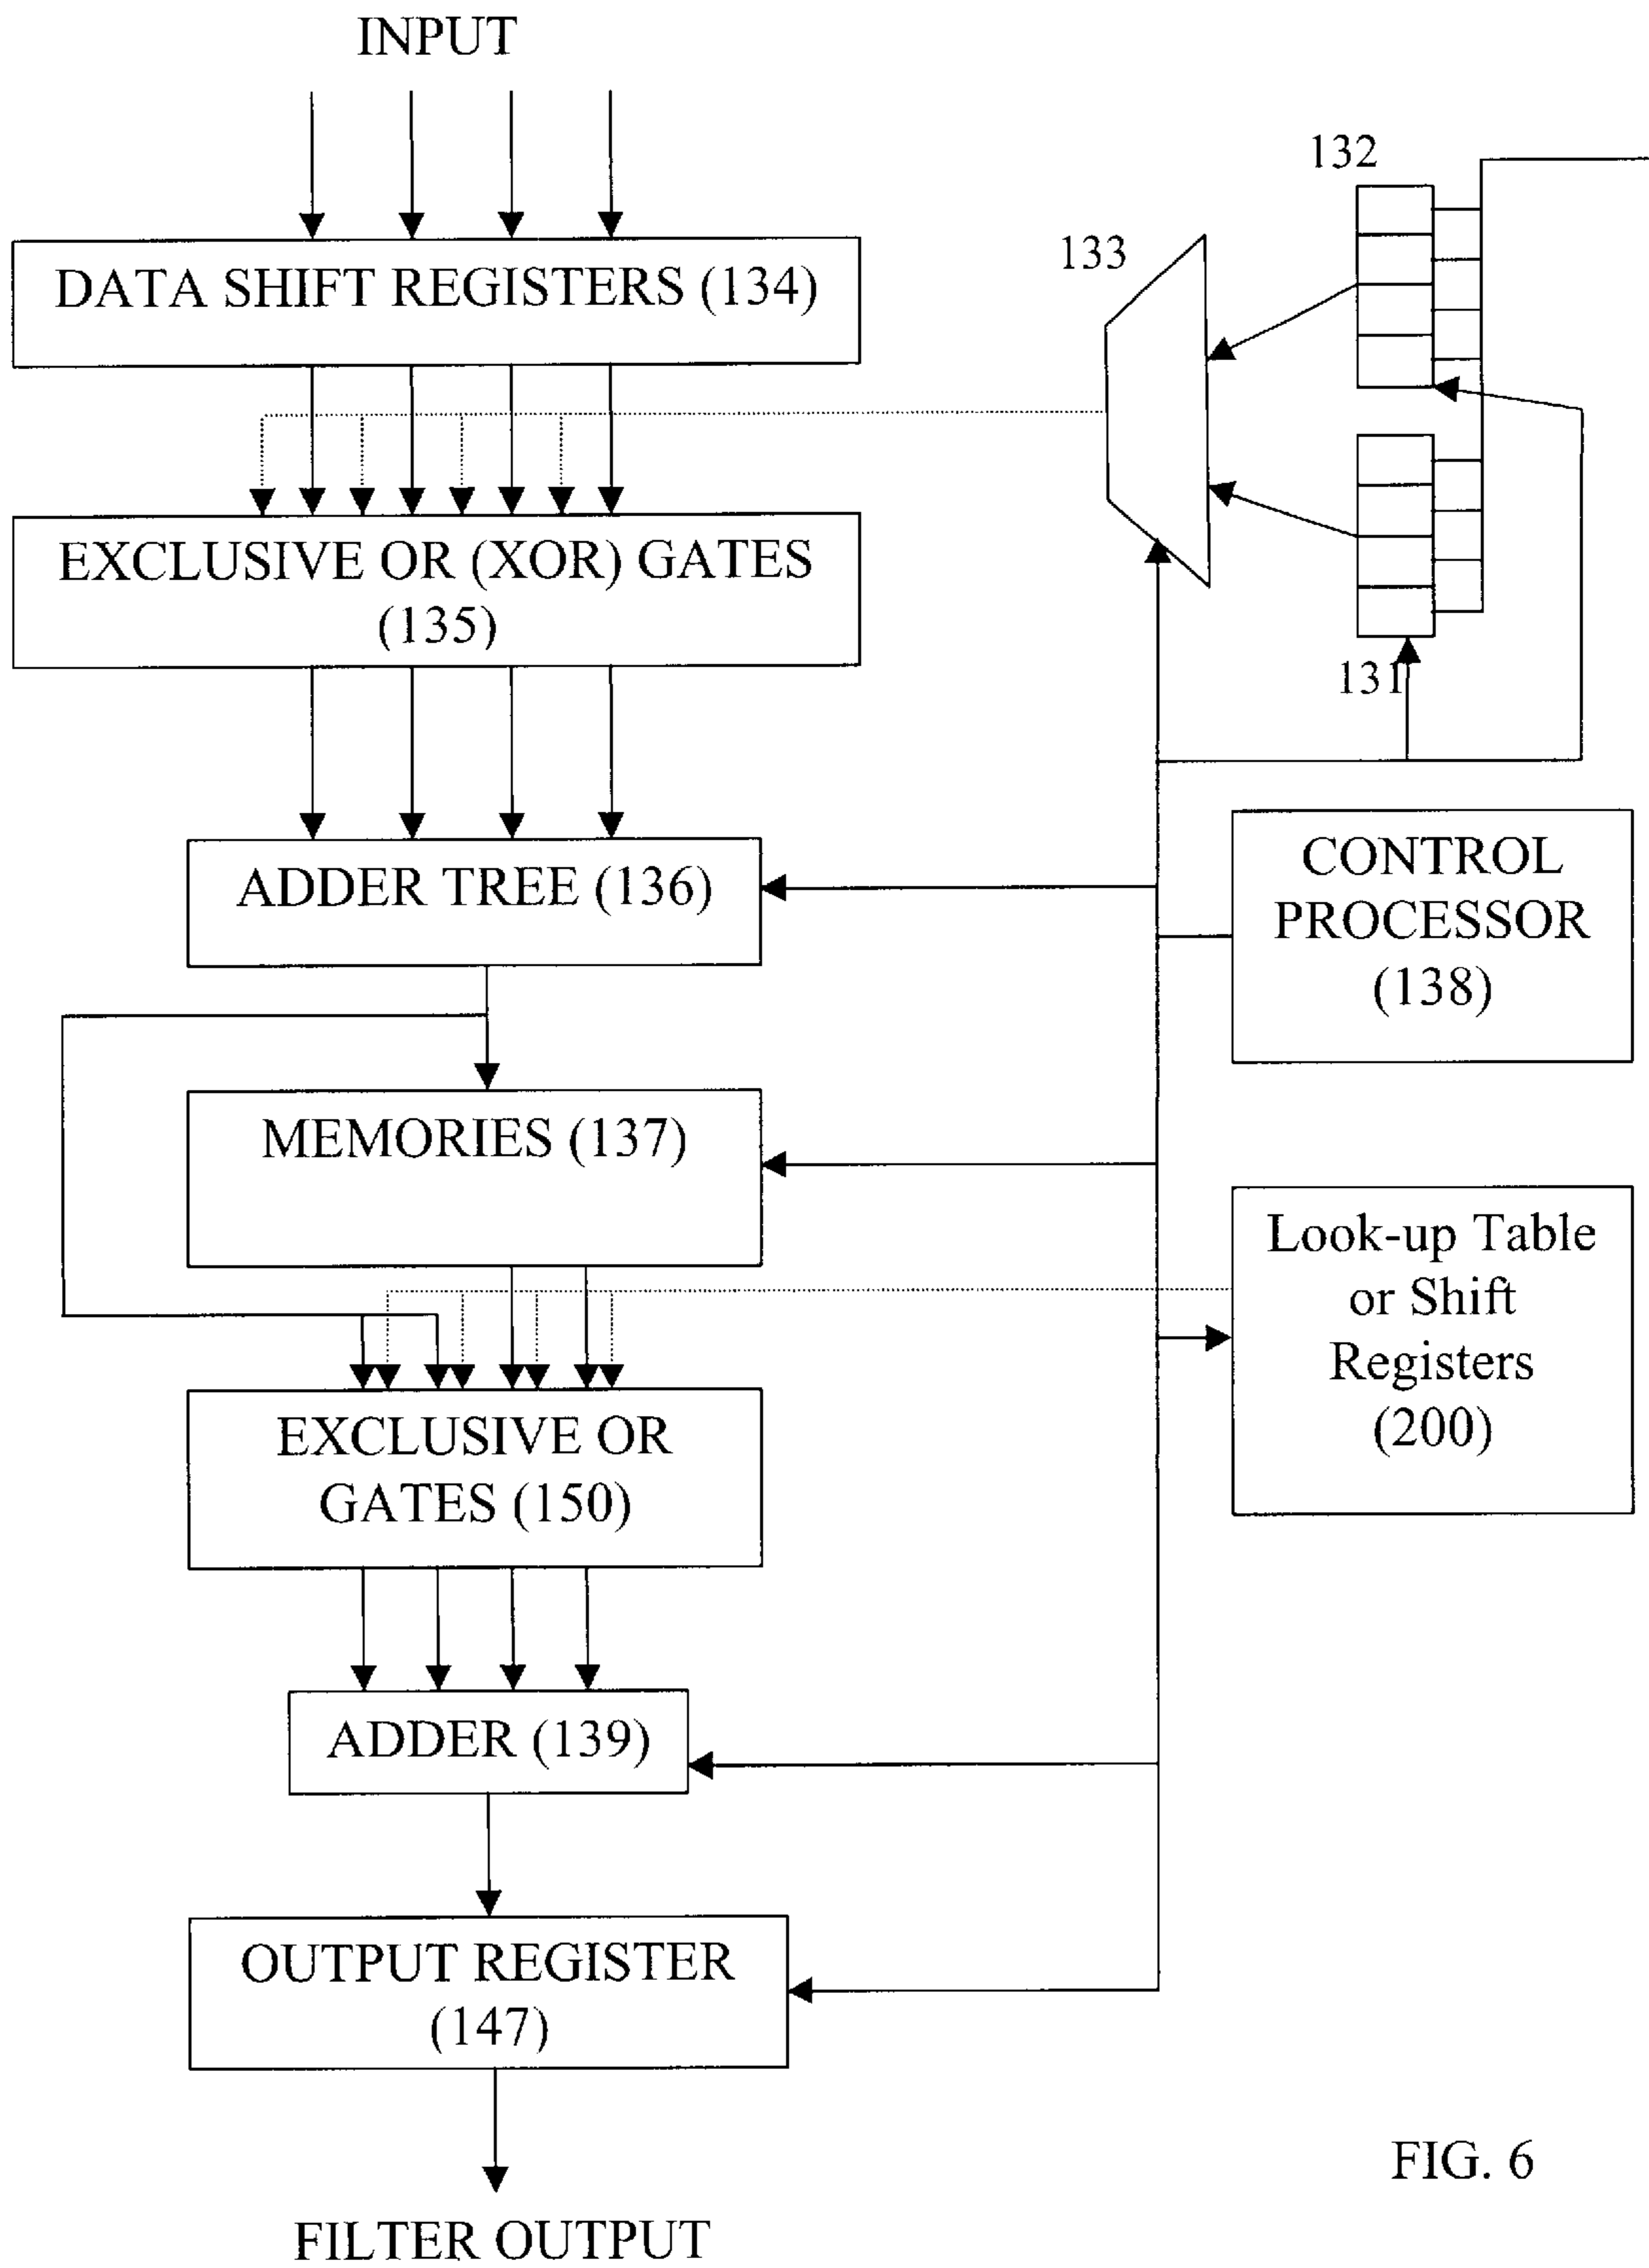 INPUT
132
133
DATA SHIFT REGISTERS (134)
EXCLUSIVE OR (XOR) GATES
(135)
131
ADDER TREE (136)
CONTROL
PROCESSOR
(138)
MEMORIES (137)
Look-up Table
or Shift
Registers
(200)
EXCLUSIVE OR
GATES (150)
ADDER (139)
OUTPUT REGISTER
(147)
FIG. 6
FILTER OUTPUT